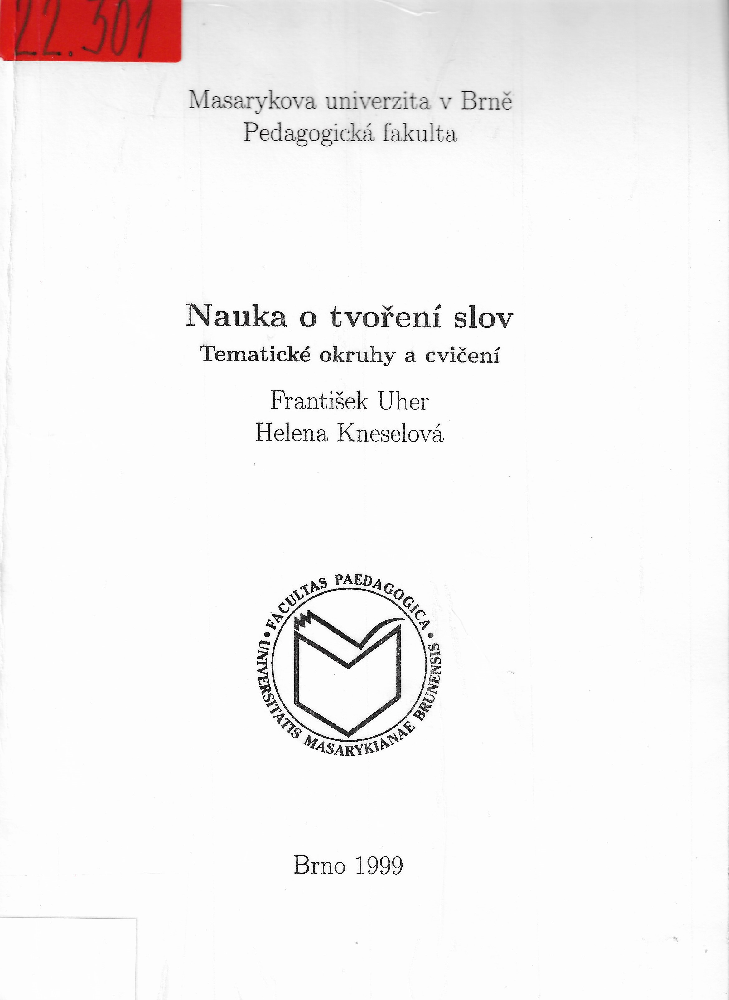 22.301
Masarykova univerzita v Brně
Pedagogická fakulta
Nauka o tvoření slov
Tematické okruhy a cvičení
František Uher
Helena Kneselová
• FACULTAS PAEDAGOGICA •
UNIVERSITATIS MASARYKIANAE BRUNENSIS
Brno 1999